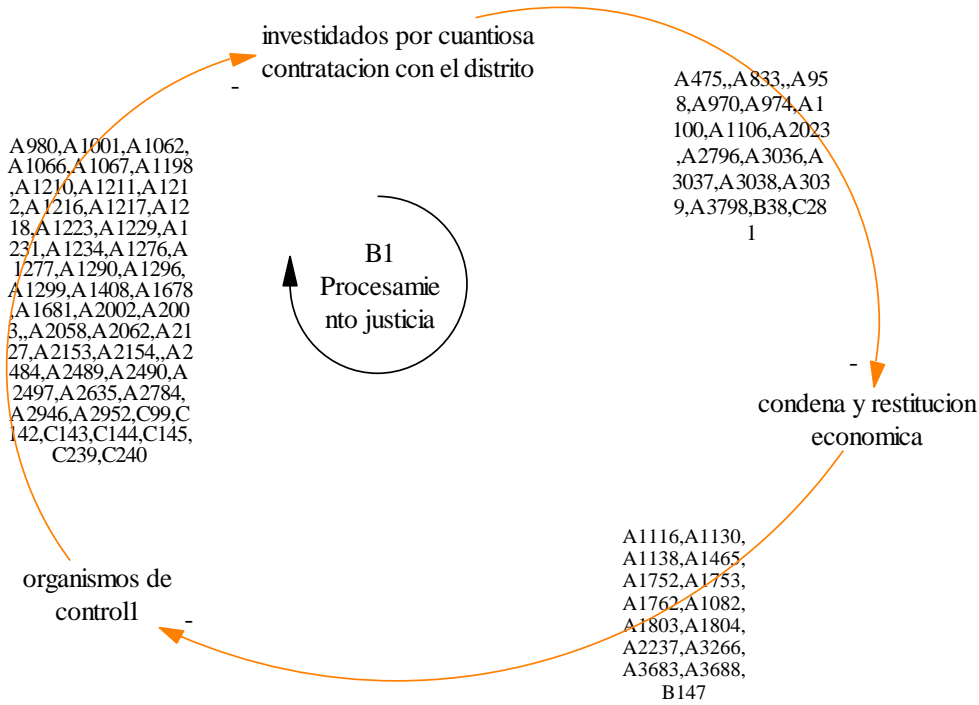 investidados por cuantiosa
contratacion con el distrito
-
A475,,A833,,A95
8,A970,A974,A1
100,A1106,A2023
,A2796,A3036,A
3037,A3038,A303
9,A3798,B38,C28
1
A980,A1001,A1062,
A1066,A1067,A1198
,A1210,A1211,A121
2,A1216,A1217,A12
18,A1223,A1229,A1
231,A1234,A1276,A
1277,A1290,A1296,
A1299,A1408,A1678
,A1681,A2002,A200
3,,A2058,A2062,A21
27,A2153,A2154,,A2
484,A2489,A2490,A
2497,A2635,A2784,
A2946,A2952,C99,C
142,C143,C144,C145,
C239,C240
B1
Procesamie
nto justicia
-
condena y restitucion
economica
A1116,A1130,
A1138,A1465,
A1752,A1753,
A1762,A1082,
A1803,A1804,
A2237,A3266,
A3683,A3688,
B147
organismos de
control1
-